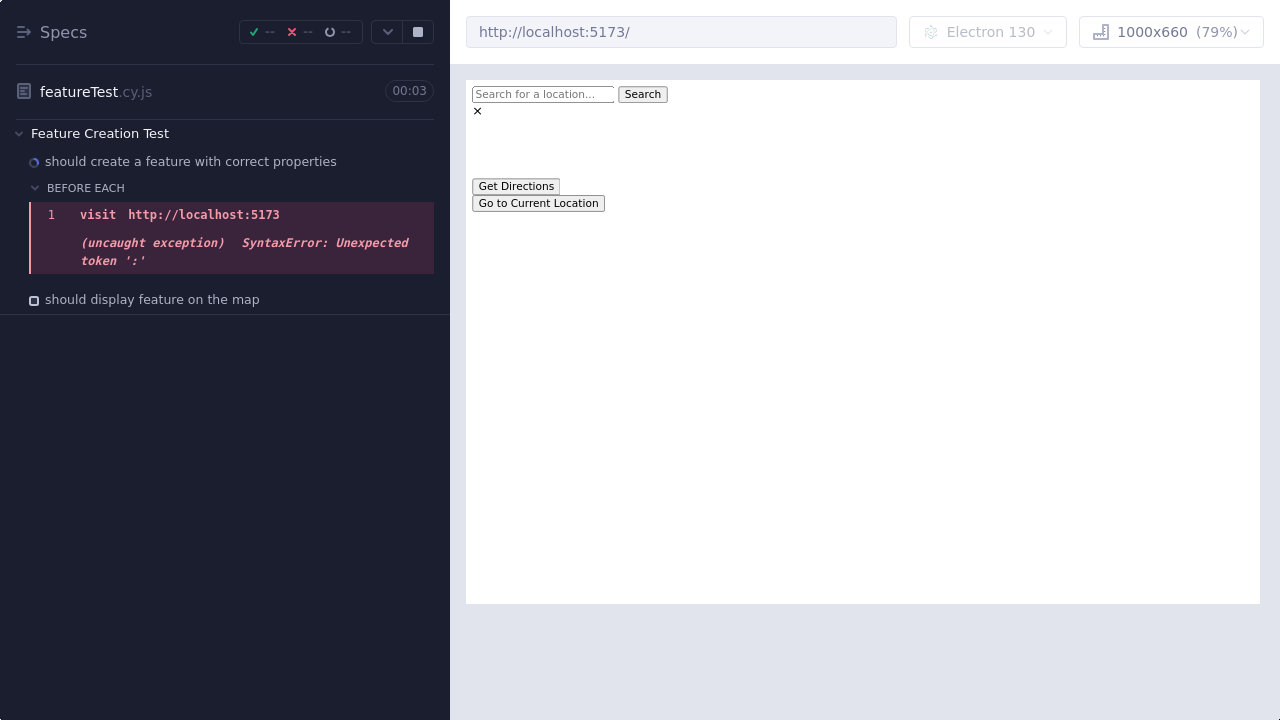 Specs
-- -- --
http://localhost:5173/
Electron 130
1000x660 (79%)
featureTest.cy.js
00:03
Feature Creation Test
should create a feature with correct properties
BEFORE EACH
1 visit http://localhost:5173
(uncaught exception) SyntaxError: Unexpected
token ':'
should display feature on the map
Search for a location...
Search
×
Get Directions
Go to Current Location